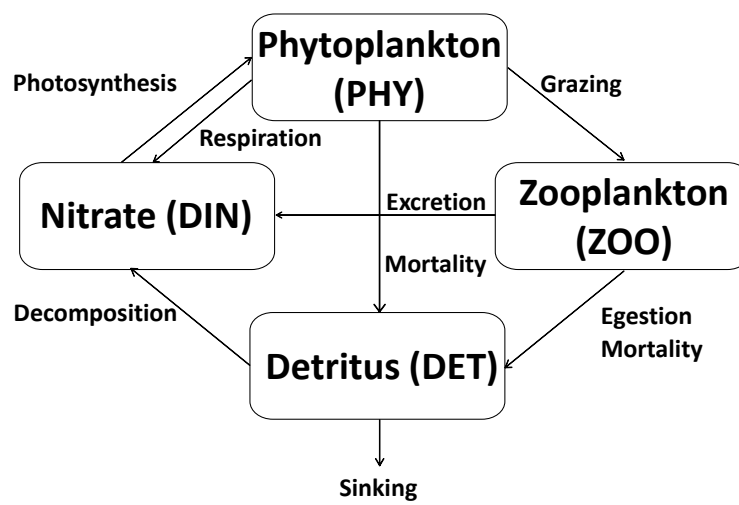 Phytoplankton
(PHY)
Photosynthesis
Grazing
Respiration
Nitrate (DIN)
Excretion
Zooplankton
(ZOO)
Mortality
Decomposition
Egestion
Mortality
Detritus (DET)
Sinking